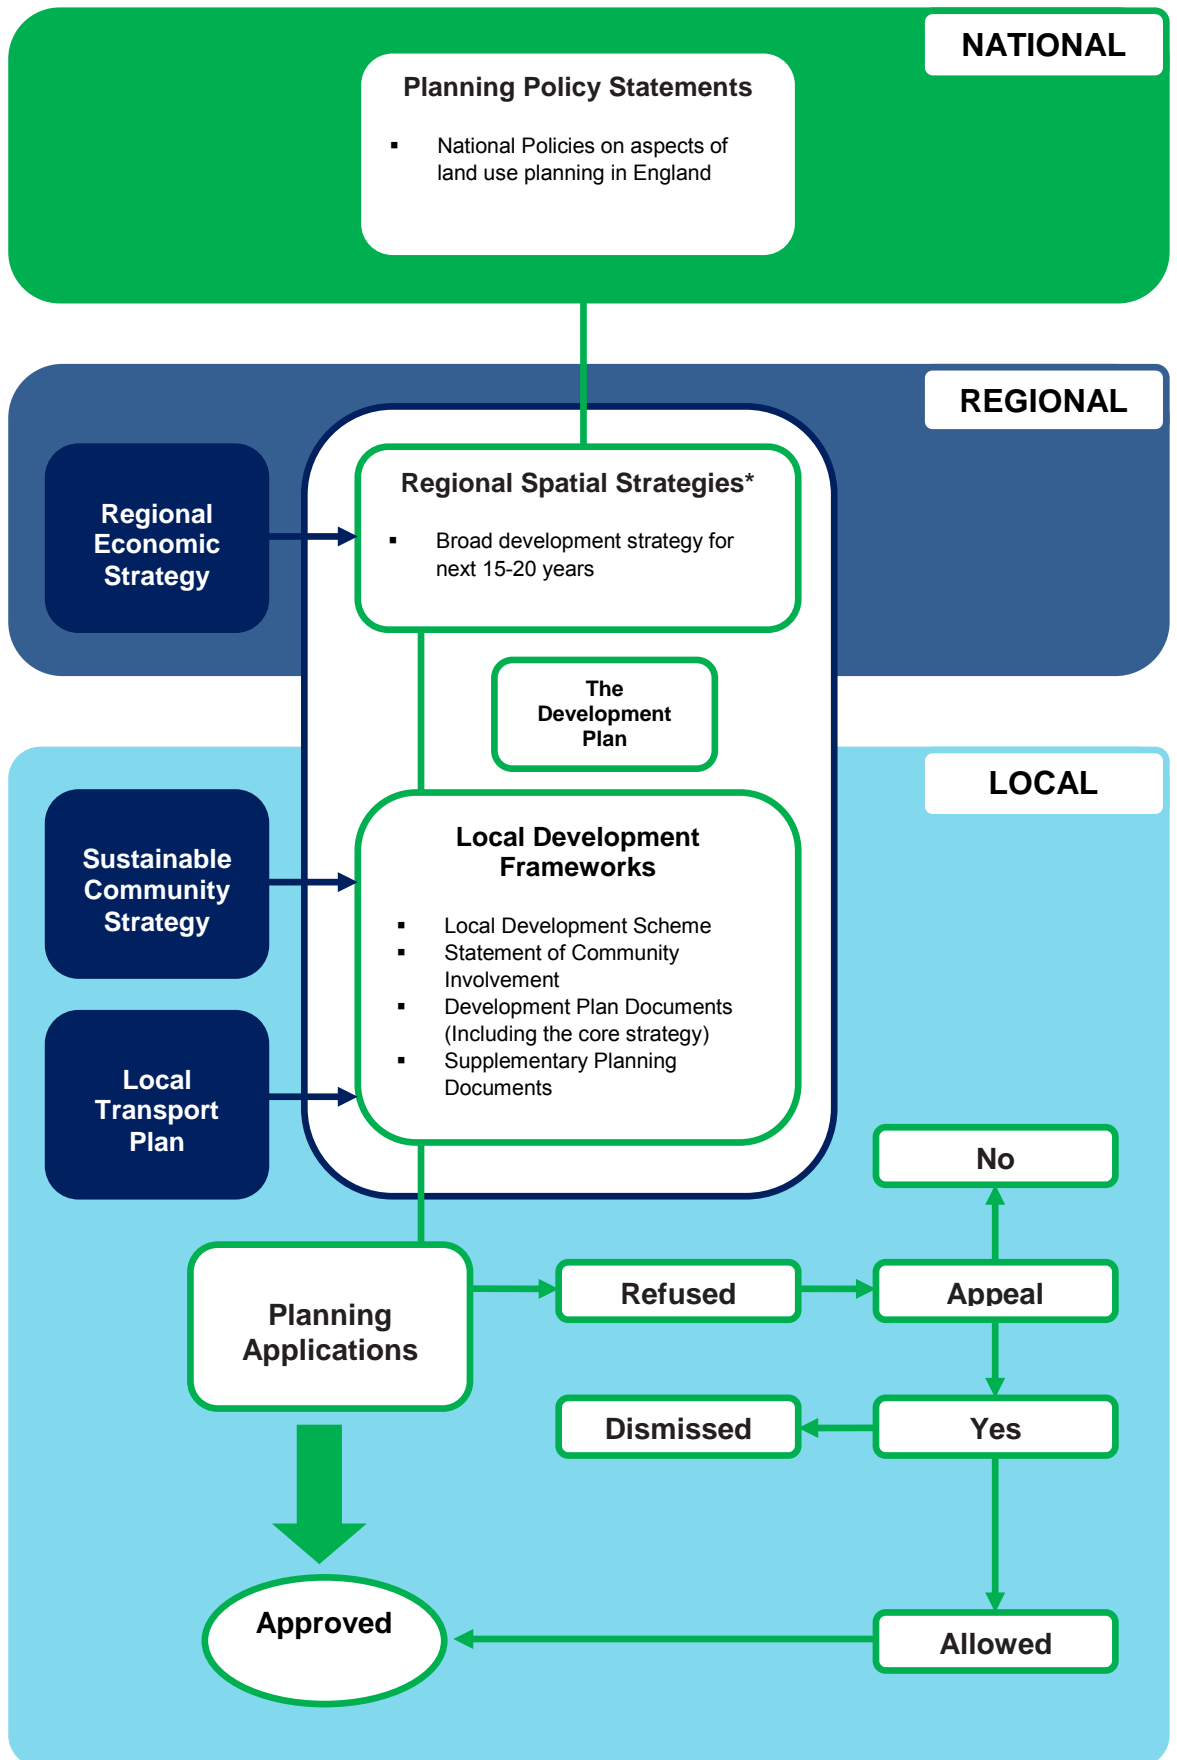 NATIONAL
Planning Policy Statements
▪ National Policies on aspects of
land use planning in England
REGIONAL
Regional
Economic
Strategy
Regional Spatial Strategies*
▪ Broad development strategy for
next 15-20 years
The
Development
Plan
LOCAL
Sustainable
Community
Strategy
Local Development
Frameworks
▪ Local Development Scheme
▪ Statement of Community
Involvement
▪ Development Plan Documents
(Including the core strategy)
▪ Supplementary Planning
Documents
Local
Transport
Plan
No
Planning
Applications
Refused
Appeal
Dismissed
Yes
Approved
Allowed